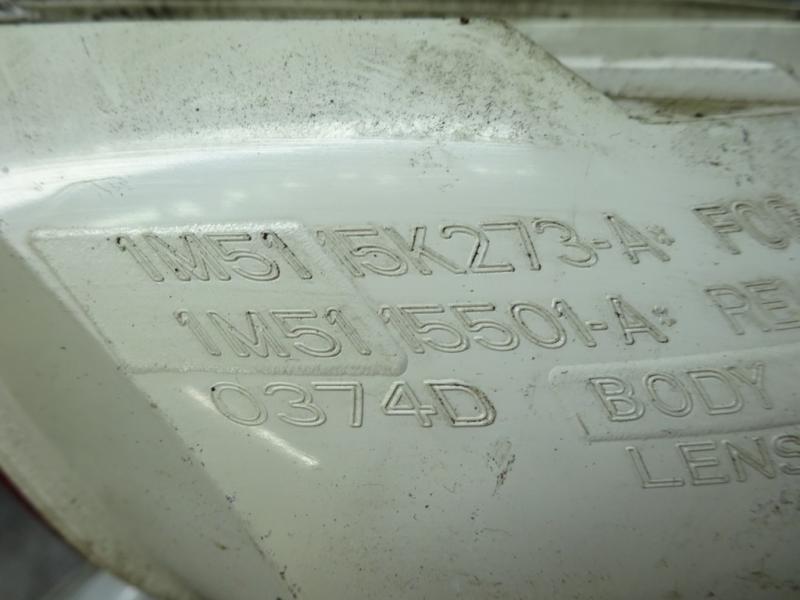 1M51 15K273-A*
1M51 15501-A*
0374D
BODY
LENS